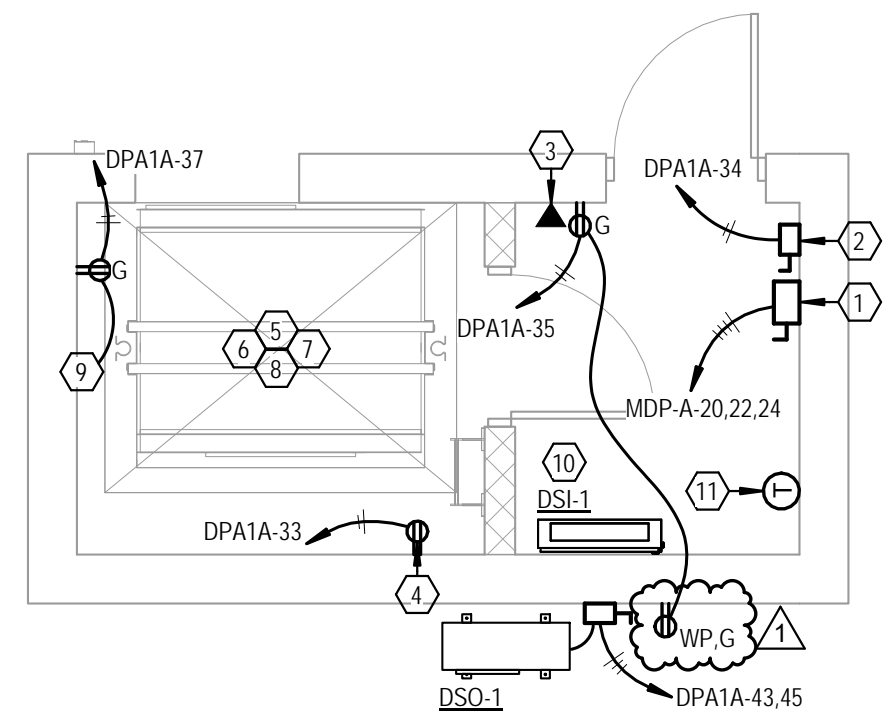 3
DPA1A-37
DPA1A-34
G
2
G
1
DPA1A-35
5
6
7
8
9
MDP-A-20,22,24
10
11
T
DSI-1
DPA1A-33
4
WP,G
1
DSO-1
DPA1A-43,45